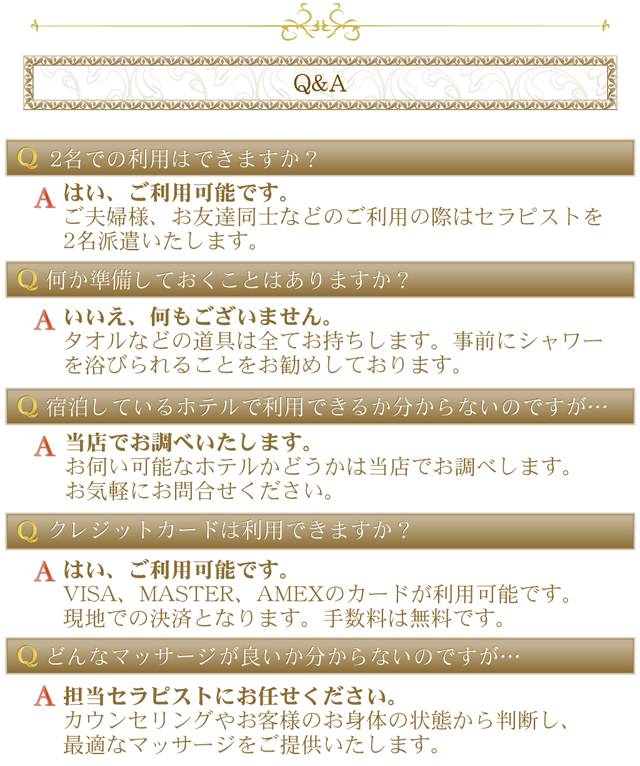 Q&A
Q 2名での利用はできますか？
A はい、ご利用可能です。
ご夫婦様、お友達同士などのご利用の際はセラピストを
2名派遣いたします。
Q 何か準備しておくことはありますか？
A いいえ、何もございません。
タオルなどの道具は全てお持ちします。事前にシャワー
を浴びられることをお勧めしております。
Q 宿泊しているホテルで利用できるか分からないのですが…
A 当店でお調べいたします。
お伺い可能なホテルかどうかは当店でお調べします。
お気軽にお問合せください。
Q クレジットカードは利用できますか？
A はい、ご利用可能です。
VISA、MASTER、AMEXのカードが利用可能です。
現地での決済となります。手数料は無料です。
Q どんなマッサージが良いか分からないのですが…
A 担当セラピストにお任せください。
カウンセリングやお客様のお身体の状態から判断し、
最適なマッサージをご提供いたします。